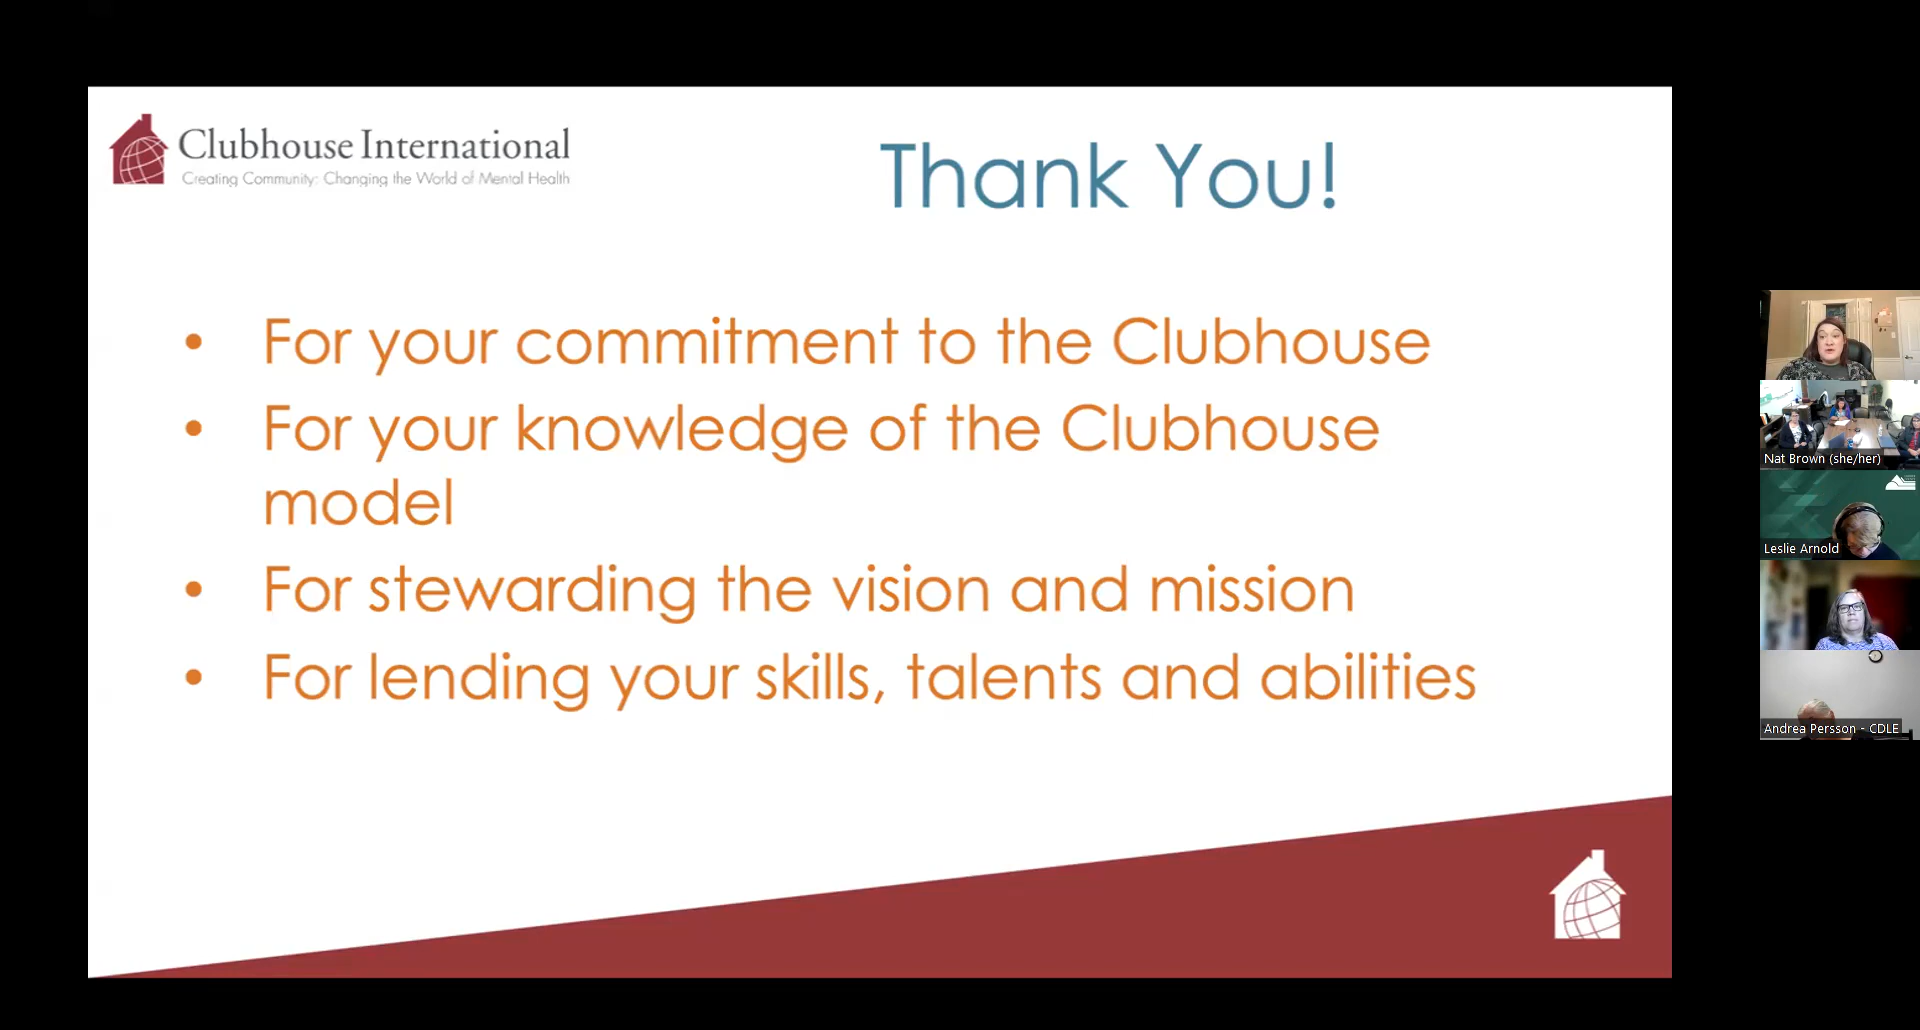 Clubhouse International
Creating Community: Changing the World of Mental Health
Thank You!
• For your commitment to the Clubhouse
• For your knowledge of the Clubhouse
model
• For stewarding the vision and mission
• For lending your skills, talents and abilities
Nat Brown (she/her)
Leslie Arnold
Andrea Persson - CDLE